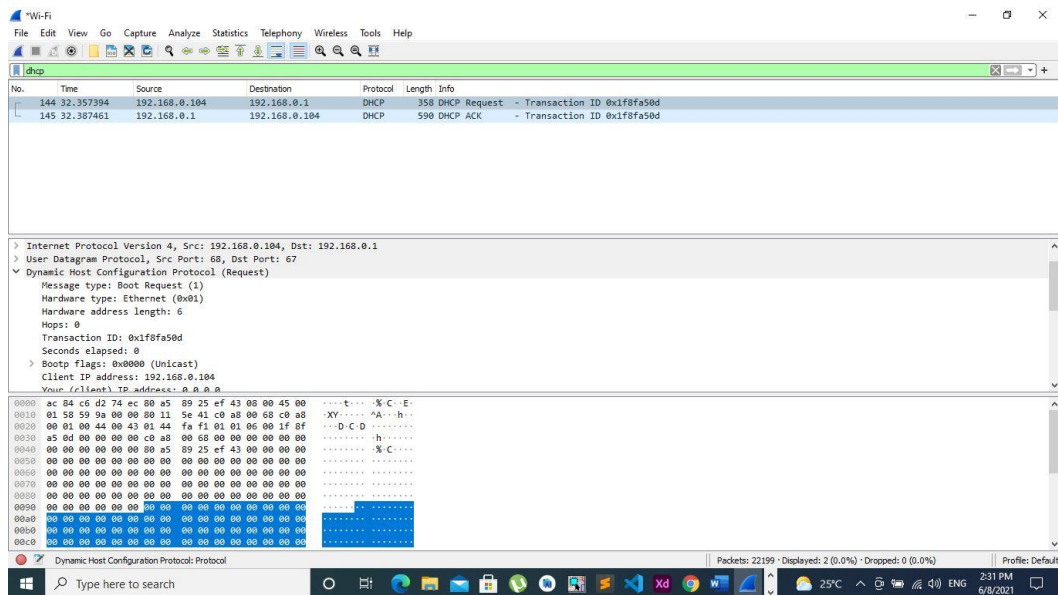 *Wi-Fi
File Edit View Go Capture Analyze Statistics Telephony Wireless Tools Help
dhcp
No. Time Source Destination Protocol Length Info
144 32.357394 192.168.0.104 192.168.0.1 DHCP 358 DHCP Request - Transaction ID 0x1f8fa50d
145 32.387461 192.168.0.1 192.168.0.104 DHCP 590 DHCP ACK - Transaction ID 0x1f8fa50d
> Internet Protocol Version 4, Src: 192.168.0.104, Dst: 192.168.0.1
> User Datagram Protocol, Src Port: 68, Dst Port: 67
Dynamic Host Configuration Protocol (Request)
Message type: Boot Request (1)
Hardware type: Ethernet (0x01)
Hardware address length: 6
Hops: 0
Transaction ID: 0x1f8fa50d
Seconds elapsed: 0
> Bootp flags: 0x0000 (Unicast)
Client IP address: 192.168.0.104
Your (client) IP address: 0.0.0.0
0000 ac 84 c6 d2 74 ec 80 a5 89 25 ef 43 08 00 45 00 ····t··· ·%·C··E·
0010 01 58 59 9a 00 00 80 11 5e 41 c0 a8 00 68 c0 a8 ·XY····· ^A···h··
0020 00 01 00 44 00 43 01 44 fa f1 01 01 06 00 1f 8f ···D·C·D ········
0030 a5 0d 00 00 00 00 c0 a8 00 68 00 00 00 00 00 00 ········ ·h······
0040 00 00 00 00 00 00 80 a5 89 25 ef 43 00 00 00 00 ········ ·%·C····
0050 00 00 00 00 00 00 00 00 00 00 00 00 00 00 00 00 ········ ········
0060 00 00 00 00 00 00 00 00 00 00 00 00 00 00 00 00 ········ ········
0070 00 00 00 00 00 00 00 00 00 00 00 00 00 00 00 00 ········ ········
0080 00 00 00 00 00 00 00 00 00 00 00 00 00 00 00 00 ········ ········
0090 00 00 00 00 00 00 00 00 00 00 00 00 00 00 00 00 ········ ········
00a0 00 00 00 00 00 00 00 00 00 00 00 00 00 00 00 00 ········ ········
00b0 00 00 00 00 00 00 00 00 00 00 00 00 00 00 00 00 ········ ········
00c0 00 00 00 00 00 00 00 00 00 00 00 00 00 00 00 00 ········ ········
Dynamic Host Configuration Protocol: Protocol Packets: 22199 · Displayed: 2 (0.0%) · Dropped: 0 (0.0%) Profile: Default
Type here to search Xd 25°C ENG 2:31 PM
6/8/2021